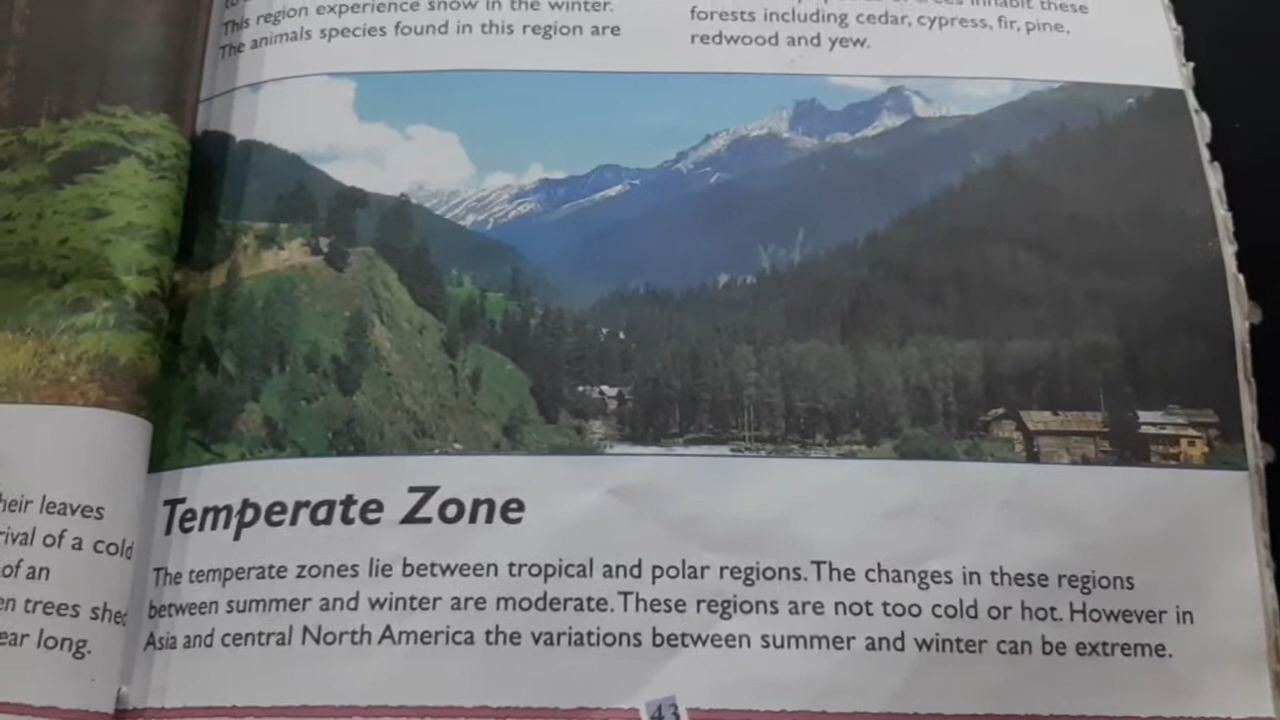 This region experience snow in the winter.
The animals species found in this region are
inhabit these
forests including cedar, cypress, fir, pine,
redwood and yew.
heir leaves
rival of a cold
of an
en trees shed
ear long.
Temperate Zone
The temperate zones lie between tropical and polar regions. The changes in these regions
between summer and winter are moderate. These regions are not too cold or hot. However in
Asia and central North America the variations between summer and winter can be extreme.
43